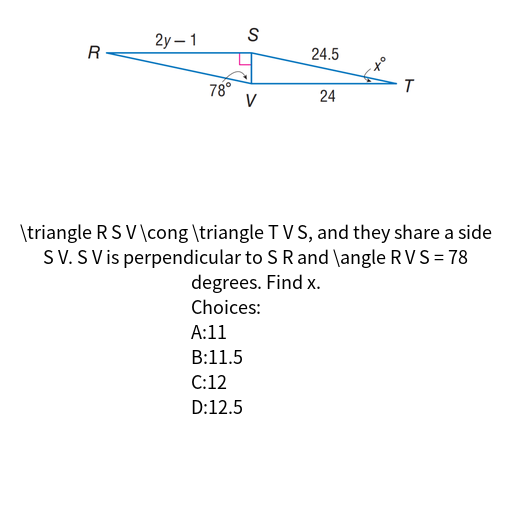 2y – 1
S
R
24.5
x°
78°
V
24
T
\triangle R S V \cong \triangle T V S, and they share a side
S V. S V is perpendicular to S R and \angle R V S = 78
degrees. Find x.
Choices:
A:11
B:11.5
C:12
D:12.5